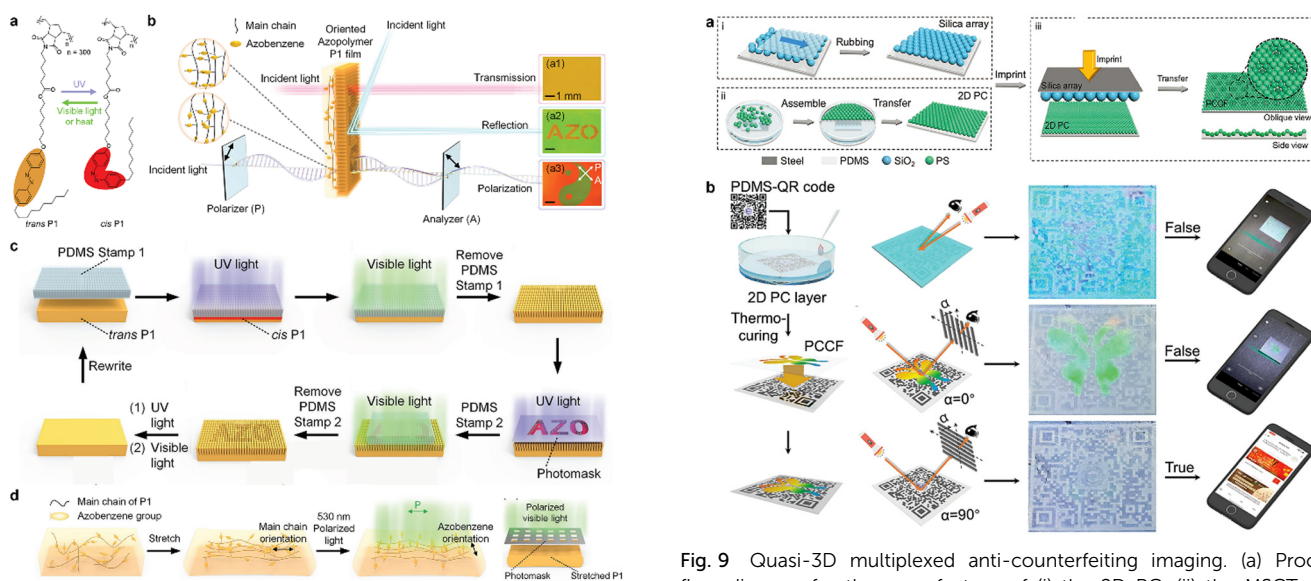 a
n = 300
UV
Visible light
or heat
trans P1
cis P1
b
Main chain
Azobenzene
Oriented
Azopolymer
P1 film
Incident light
Incident light
Transmission
(a1)
1 mm
Reflection
(a2)
AZO
Incident light
Polarizer (P)
Analyzer (A)
Polarization
(a3)
P
A
c
PDMS Stamp 1
trans P1
UV light
cis P1
Visible light
Remove
PDMS
Stamp 1
Rewrite
(1) UV
light
(2) Visible
light
AZO
Remove
PDMS
Stamp 2
Visible light
PDMS
Stamp 2
UV light
AZO
Photomask
d
Main chain of P1
Azobenzene group
Stretch
Main chain
orientation
530 nm
Polarized
light
P
Azobenzene
orientation
Polarized
visible light
Photomask
Stretched P1
a
i
Rubbing
Silica array
ii
Assemble
Transfer
2D PC
Imprint
iii
Imprint
Silica array
2D PC
Transfer
PCCF
Oblique view
Side view
Steel
PDMS
SiO2
PS
b
PDMS-QR code
2D PC layer
Thermo-
curing
PCCF
α
α=0°
α
α=90°
False
False
True
Fig. 9 Quasi-3D multiplexed anti-counterfeiting imaging. (a) Proc